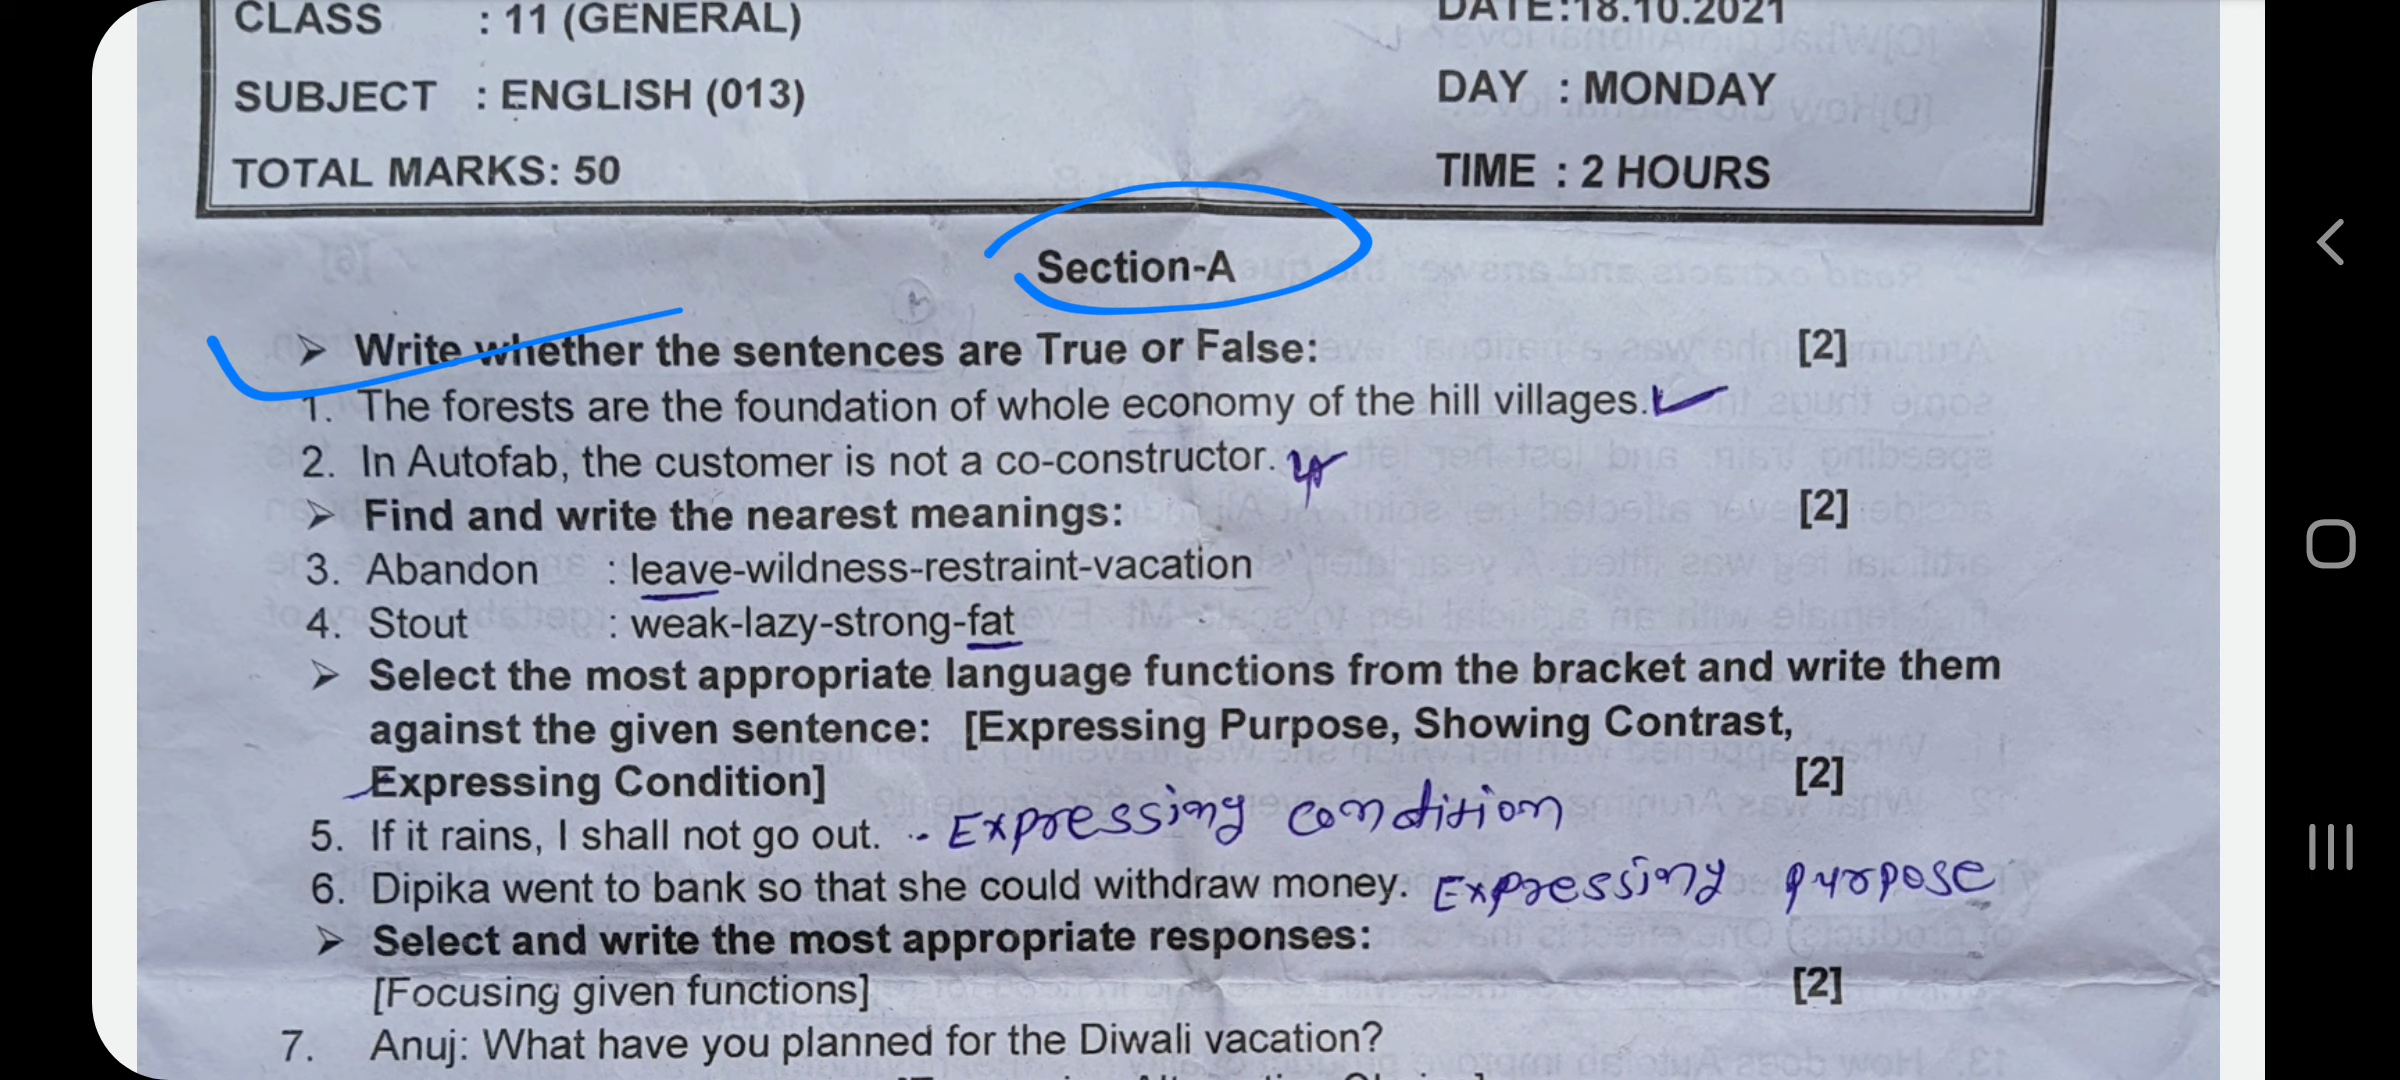 CLASS : 11 (GENERAL) DATE:18.10.2021
SUBJECT : ENGLISH (013) DAY : MONDAY
TOTAL MARKS: 50 TIME : 2 HOURS
Section-A
➢ Write whether the sentences are True or False: [2]
1. The forests are the foundation of whole economy of the hill villages.
2. In Autofab, the customer is not a co-constructor.
➢ Find and write the nearest meanings: [2]
3. Abandon : leave-wildness-restraint-vacation
4. Stout : weak-lazy-strong-fat
➢ Select the most appropriate language functions from the bracket and write them
against the given sentence: [Expressing Purpose, Showing Contrast,
Expressing Condition] [2]
5. If it rains, I shall not go out. Expressing condition
6. Dipika went to bank so that she could withdraw money. Expressing purpose
➢ Select and write the most appropriate responses:
[Focusing given functions] [2]
7. Anuj: What have you planned for the Diwali vacation?